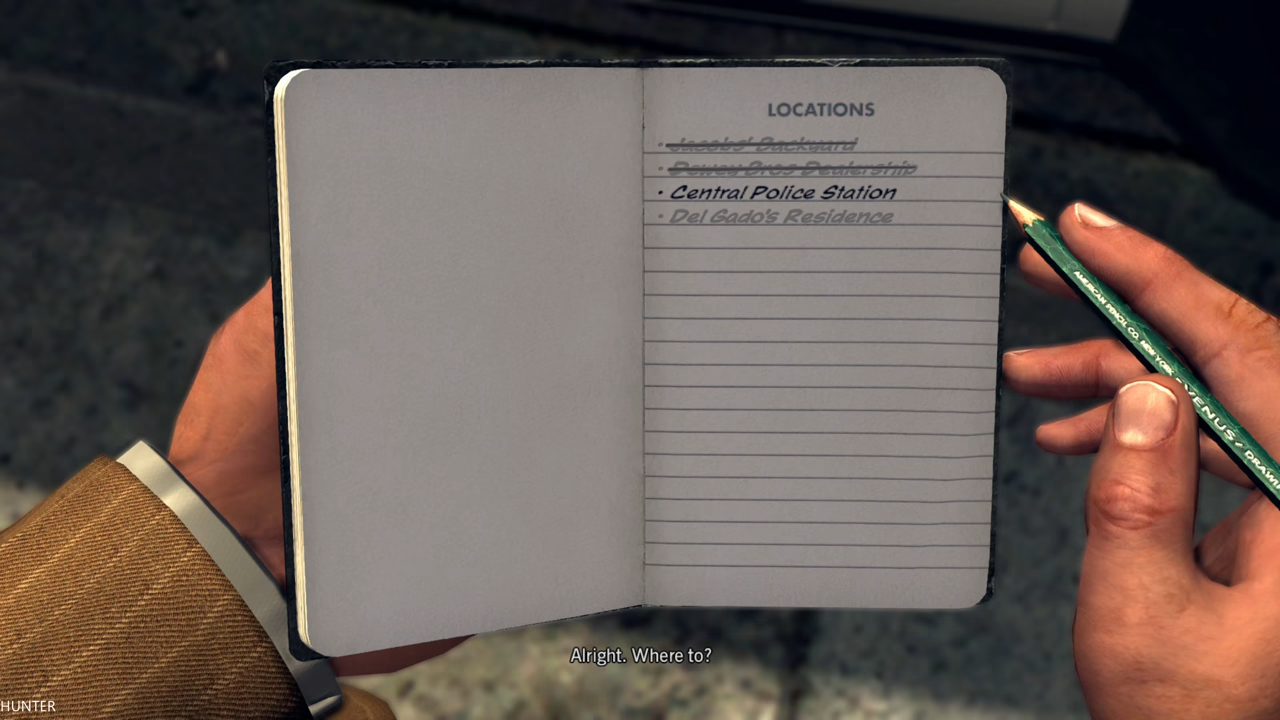 LOCATIONS
· Jacobs' Backyard
· Dewey Bros Dealership
· Central Police Station
· Del Gado's Residence
AMERICAN PENCIL CO. NEW YORK VENUS / DRAWI
Alright. Where to?
HUNTER